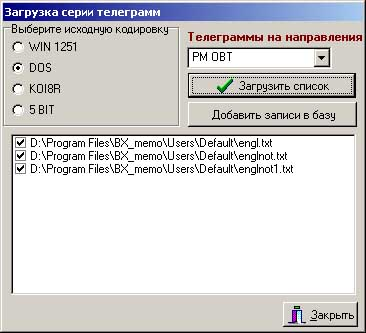 Загрузка серии телеграмм
Выберите исходную кодировку
WIN 1251
DOS
KOI8R
5 BIT
Телеграммы на направления
РМ ОВТ
Загрузить список
Добавить записи в базу
D:\Program Files\BX_memo\Users\Default\engl.txt
D:\Program Files\BX_memo\Users\Default\englnot.txt
D:\Program Files\BX_memo\Users\Default\englnot1.txt
Закрыть